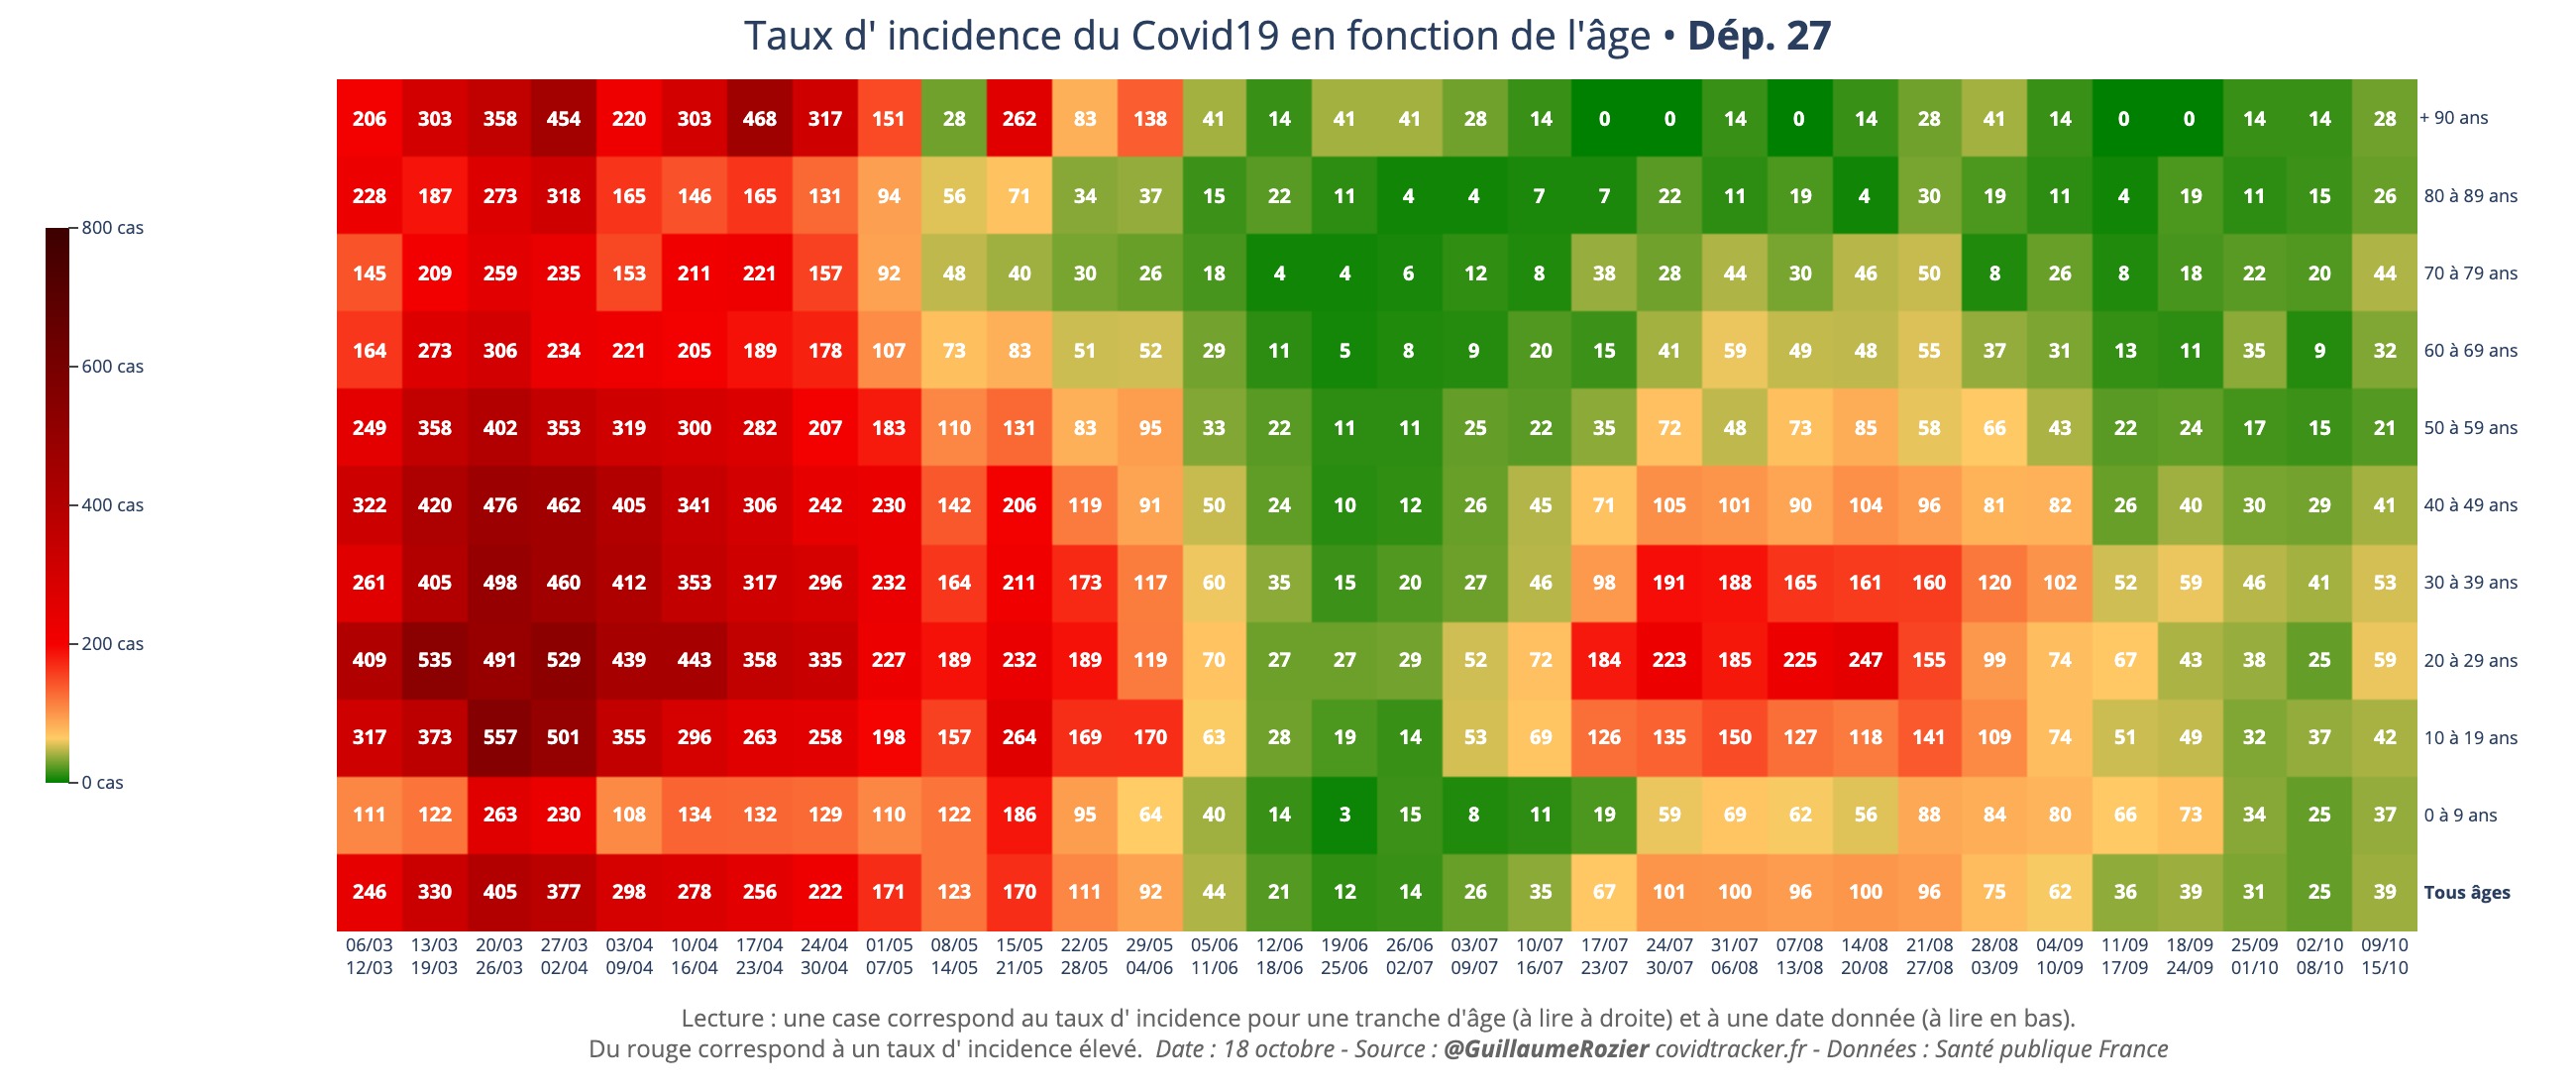 Taux d' incidence du Covid19 en fonction de l'âge • Dép. 27
800 cas
600 cas
400 cas
200 cas
0 cas
206 303 358 454 220 303 468 317 151 28 262 83 138 41 14 41 41 28 14 0 0 14 0 14 28 41 14 0 0 14 14 28 + 90 ans
228 187 273 318 165 146 165 131 94 56 71 34 37 15 22 11 4 4 7 7 22 11 19 4 30 19 11 4 19 11 15 26 80 à 89 ans
145 209 259 235 153 211 221 157 92 48 40 30 26 18 4 4 6 12 8 38 28 44 30 46 50 8 26 8 18 22 20 44 70 à 79 ans
164 273 306 234 221 205 189 178 107 73 83 51 52 29 11 5 8 9 20 15 41 59 49 48 55 37 31 13 11 35 9 32 60 à 69 ans
249 358 402 353 319 300 282 207 183 110 131 83 95 33 22 11 11 25 22 35 72 48 73 85 58 66 43 22 24 17 15 21 50 à 59 ans
322 420 476 462 405 341 306 242 230 142 206 119 91 50 24 10 12 26 45 71 105 101 90 104 96 81 82 26 40 30 29 41 40 à 49 ans
261 405 498 460 412 353 317 296 232 164 211 173 117 60 35 15 20 27 46 98 191 188 165 161 160 120 102 52 59 46 41 53 30 à 39 ans
409 535 491 529 439 443 358 335 227 189 232 189 119 70 27 27 29 52 72 184 223 185 225 247 155 99 74 67 43 38 25 59 20 à 29 ans
317 373 557 501 355 296 263 258 198 157 264 169 170 63 28 19 14 53 69 126 135 150 127 118 141 109 74 51 49 32 37 42 10 à 19 ans
111 122 263 230 108 134 132 129 110 122 186 95 64 40 14 3 15 8 11 19 59 69 62 56 88 84 80 66 73 34 25 37 0 à 9 ans
246 330 405 377 298 278 256 222 171 123 170 111 92 44 21 12 14 26 35 67 101 100 96 100 96 75 62 36 39 31 25 39 Tous âges
06/03 13/03 20/03 27/03 03/04 10/04 17/04 24/04 01/05 08/05 15/05 22/05 29/05 05/06 12/06 19/06 26/06 03/07 10/07 17/07 24/07 31/07 07/08 14/08 21/08 28/08 04/09 11/09 18/09 25/09 02/10 09/10
12/03 19/03 26/03 02/04 09/04 16/04 23/04 30/04 07/05 14/05 21/05 28/05 04/06 11/06 18/06 25/06 02/07 09/07 16/07 23/07 30/07 06/08 13/08 20/08 27/08 03/09 10/09 17/09 24/09 01/10 08/10 15/10
Lecture : une case correspond au taux d' incidence pour une tranche d'âge (à lire à droite) et à une date donnée (à lire en bas).
Du rouge correspond à un taux d' incidence élevé. Date : 18 octobre - Source : @GuillaumeRozier covidtracker.fr - Données : Santé publique France